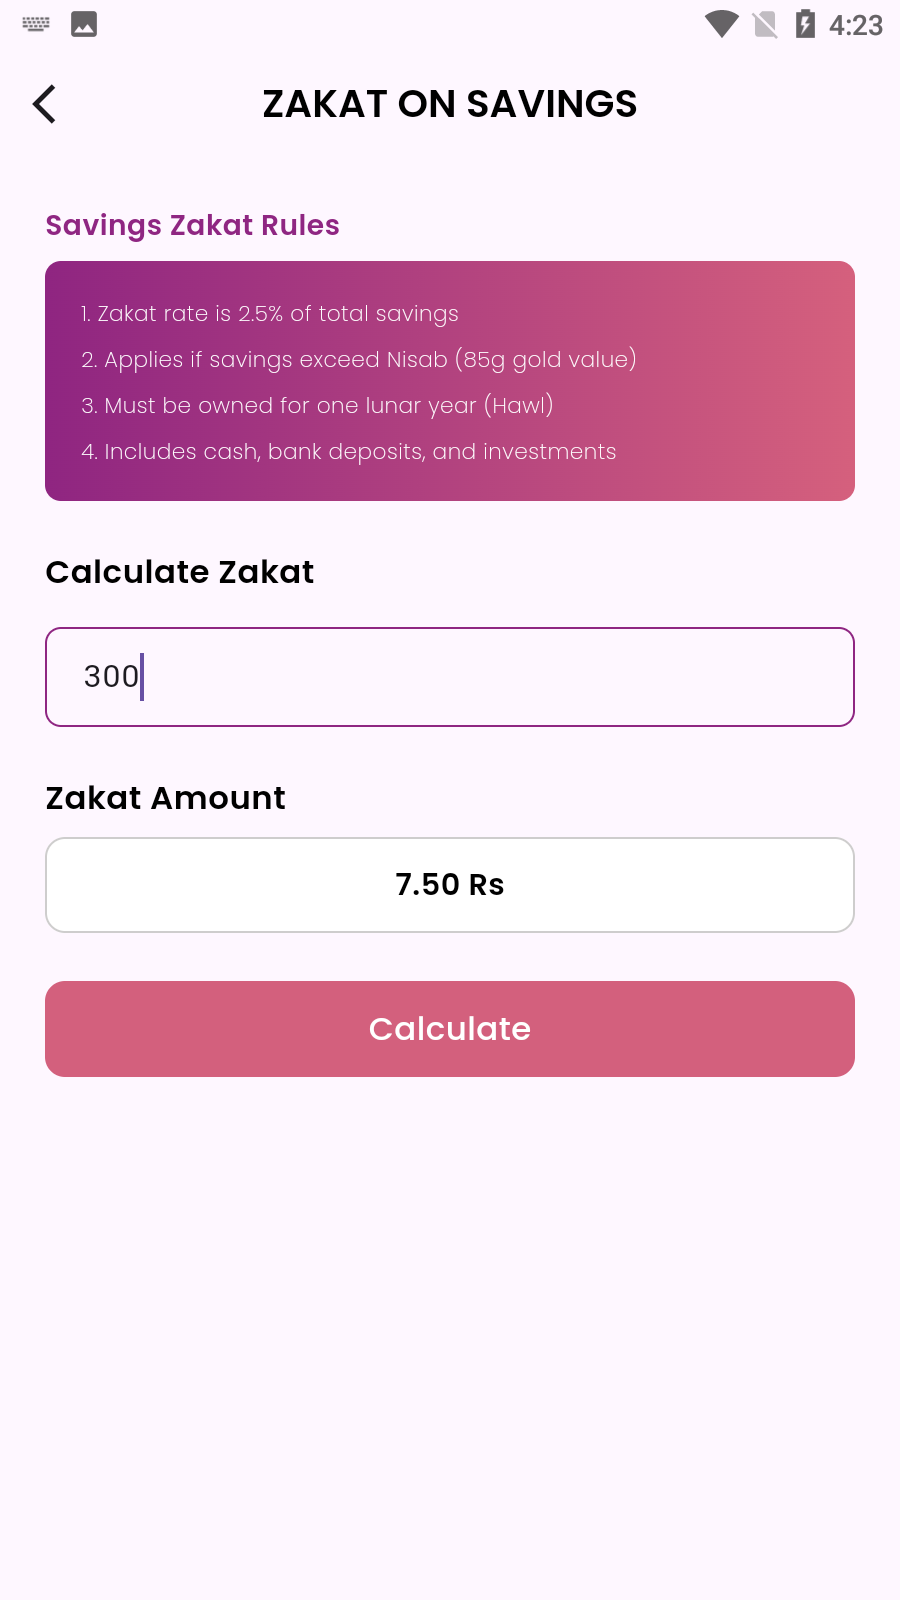 4:23
ZAKAT ON SAVINGS
Savings Zakat Rules
1. Zakat rate is 2.5% of total savings
2. Applies if savings exceed Nisab (85g gold value)
3. Must be owned for one lunar year (Hawl)
4. Includes cash, bank deposits, and investments
Calculate Zakat
300
Zakat Amount
7.50 Rs
Calculate